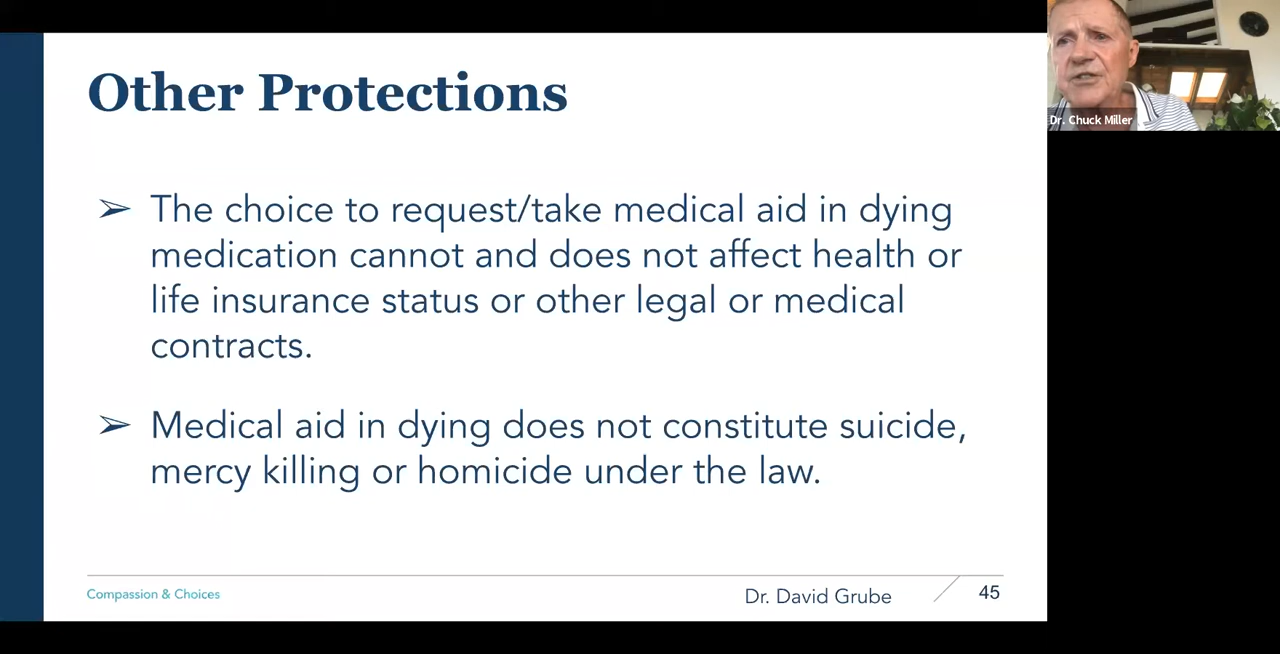 Other Protections
Dr. Chuck Miller
➢ The choice to request/take medical aid in dying
medication cannot and does not affect health or
life insurance status or other legal or medical
contracts.
➢ Medical aid in dying does not constitute suicide,
mercy killing or homicide under the law.
Compassion & Choices
Dr. David Grube
45